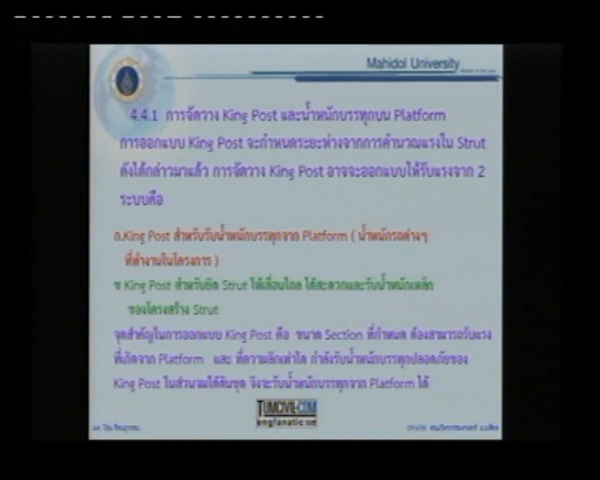 Mahidol University
4.4.1 การจัดวาง King Post และน้ำหนักบรรทุกบน Platform
การออกแบบ King Post จะกำหนดระยะห่างจากการคำนวณแรงใน Strut
ดังได้กล่าวมาแล้ว การจัดวาง King Post อาจจะออกแบบให้รับแรงจาก 2
ระบบคือ
ก.King Post สำหรับรับน้ำหนักบรรทุกจาก Platform ( น้ำหนักรถต่างๆ
ที่ทำงานในโครงการ )
ข King Post สำหรับยึด Strut ให้เลื่อนไถล ได้สะดวกและรับน้ำหนักเหล็ก
ของโครงสร้าง Strut
จุดสำคัญในการออกแบบ King Post คือ ขนาด Section ที่กำหนด ต้องสามารถรับแรง
ที่เกิดจาก Platform และ ที่ความลึกเท่าใด กำลังรับน้ำหนักบรรทุกปลอดภัยของ
King Post ในส่วนจมใต้ดินขุด จึงจะรับน้ำหนักบรรทุกจาก Platform ได้
TUMCIVIL.COM
engfanatic